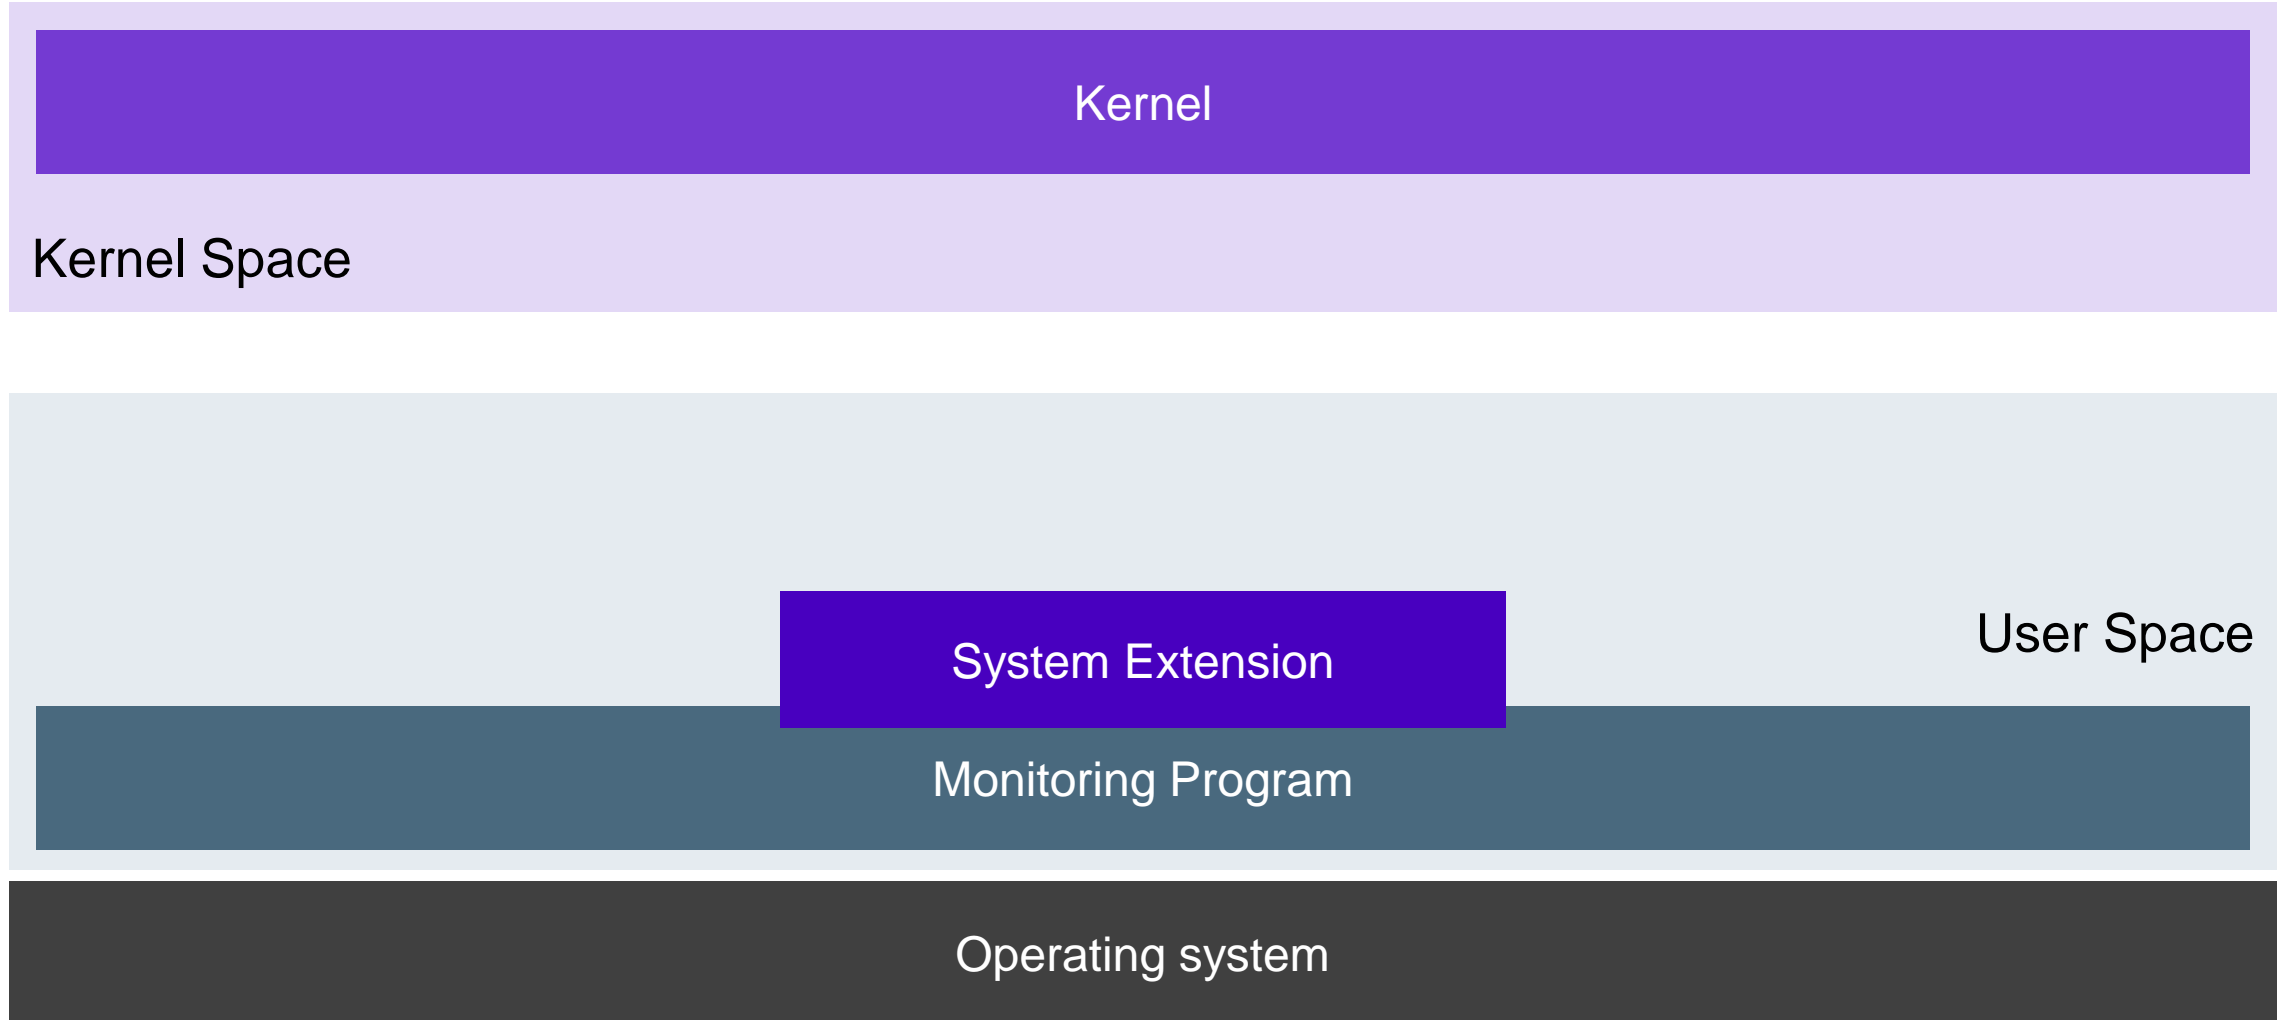 Kernel
Kernel Space
User Space
System Extension
Monitoring Program
Operating system